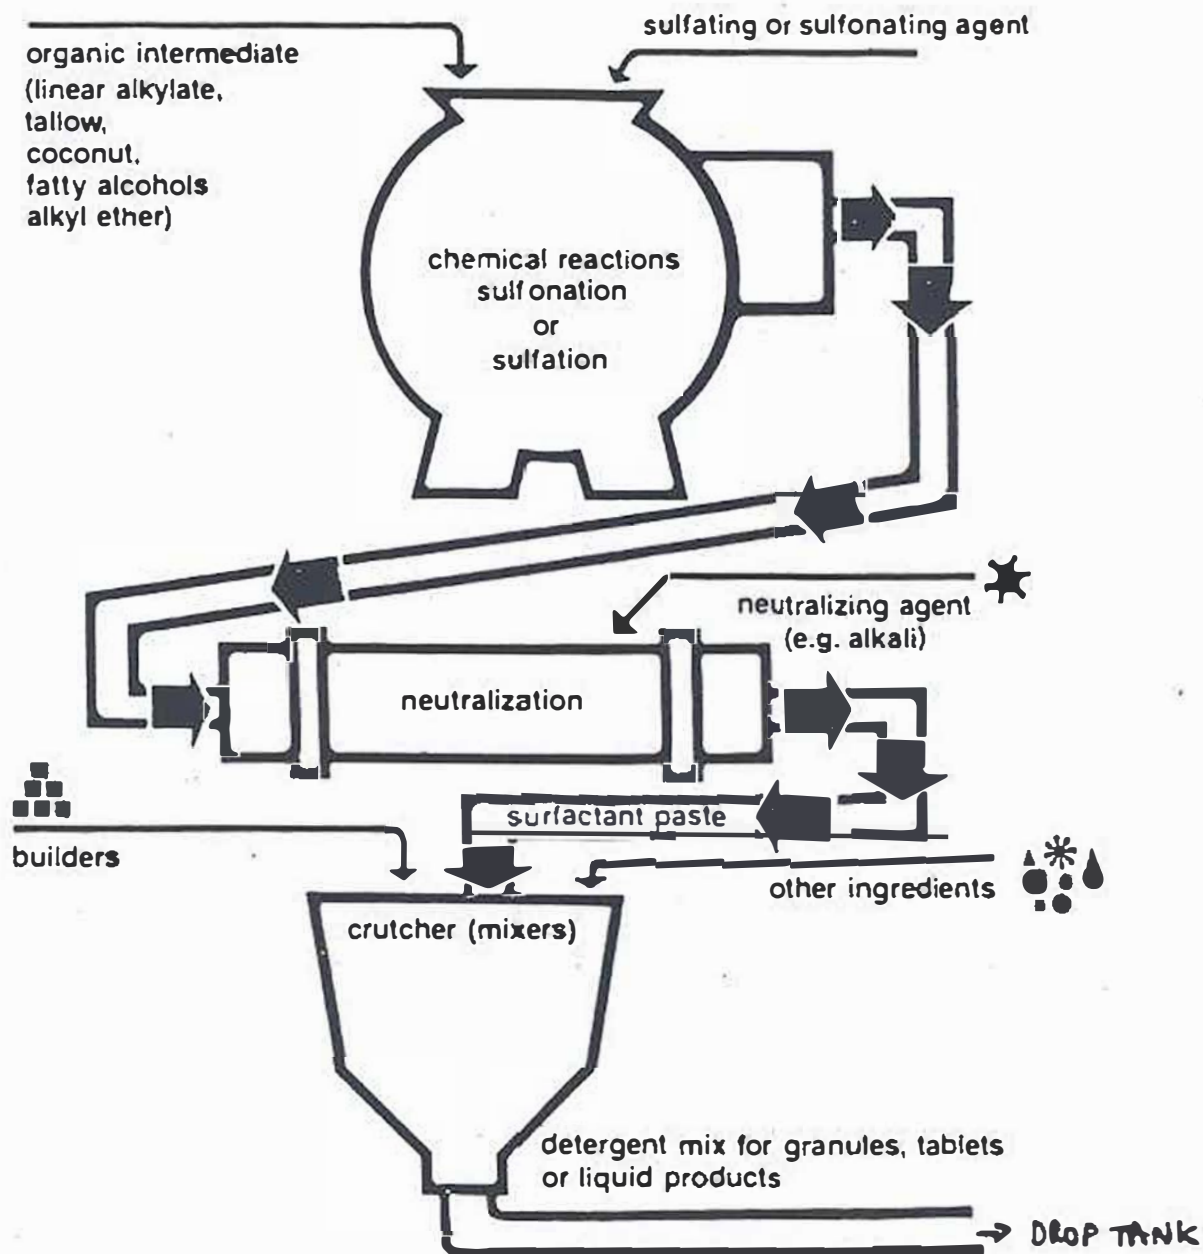 sulfating or sulfonating agent
organic intermediate
(linear alkylate,
tallow,
coconut,
fatty alcohols
alkyl ether)
chemical reactions
sulfonation
or
sulfation
neutralizing agent
(e.g. alkali)
neutralization
surfactant paste
builders
other ingredients
crutcher (mixers)
detergent mix for granules, tablets
or liquid products
→ DROP TANK